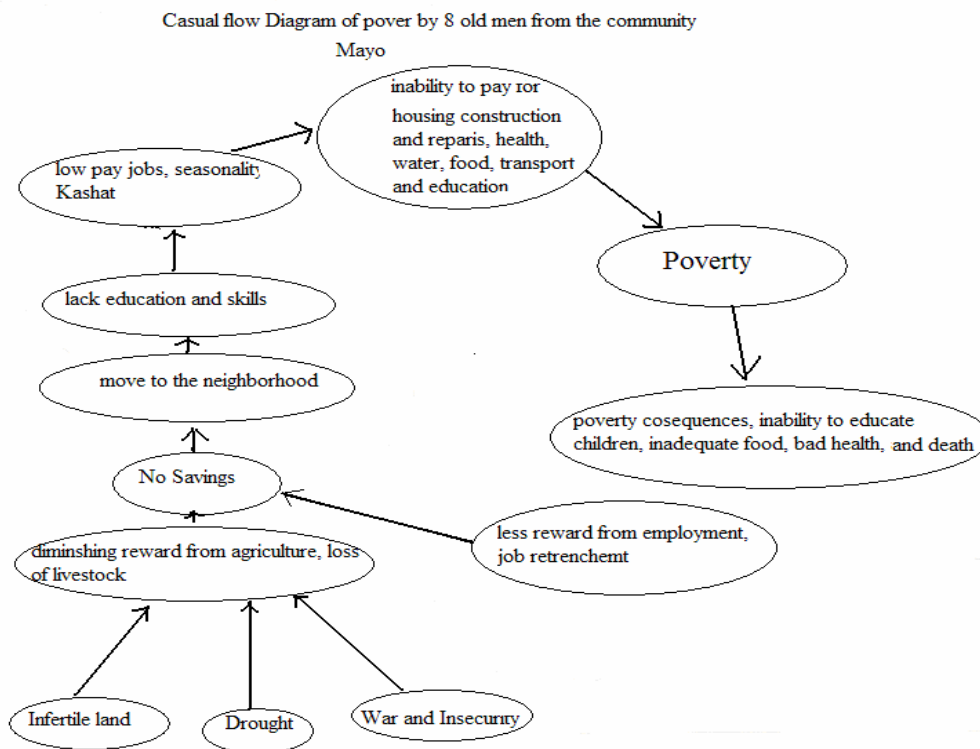 Casual flow Diagram of pover by 8 old men from the community
Mayo
inability to pay ror
housing construction
and reparis, health,
water, food, transport
and education
low pay jobs, seasonality
Kashat
Poverty
lack education and skills
move to the neighborhood
poverty cosequences, inability to educate
children, inadequate food, bad health, and death
No Savings
less reward from employment,
job retrenchemt
diminshing reward from agriculture, loss
of livestock
Infertile land
Drought
War and Insecurity